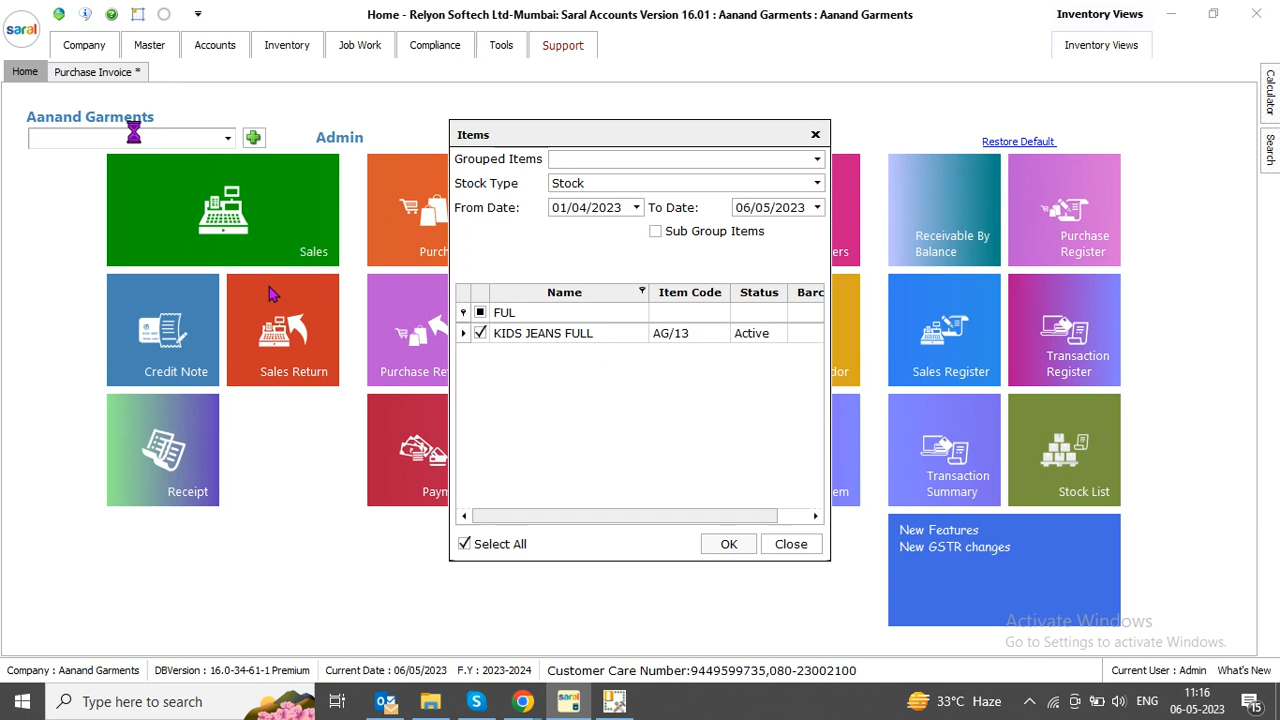 Home - Relyon Softech Ltd-Mumbai: Saral Accounts Version 16.01 : Aanand Garments : Aanand Garments
Inventory Views
saral
Company
Master
Accounts
Inventory
Job Work
Compliance
Tools
Support
Inventory Views
Home
Purchase Invoice *
Calculator
Search
Aanand Garments
Admin
Restore Default
Sales
Purch
ers
Receivable By
Balance
Purchase
Register
Credit Note
Sales Return
Purchase Re
dor
Sales Register
Transaction
Register
Receipt
Paym
em
Transaction
Summary
Stock List
New Features
New GSTR changes
Items
Grouped Items
Stock Type
Stock
From Date:
01/04/2023
To Date:
06/05/2023
Sub Group Items
Name
Item Code
Status
Barc
FUL
KIDS JEANS FULL
AG/13
Active
Select All
OK
Close
Activate Windows
Go to Settings to activate Windows.
Company : Aanand Garments
DBVersion : 16.0-34-61-1 Premium
Current Date : 06/05/2023
F.Y : 2023-2024
Customer Care Number:9449599735,080-23002100
Current User : Admin
What's New
Type here to search
saral
33°C Haze
ENG
11:16
06-05-2023
15